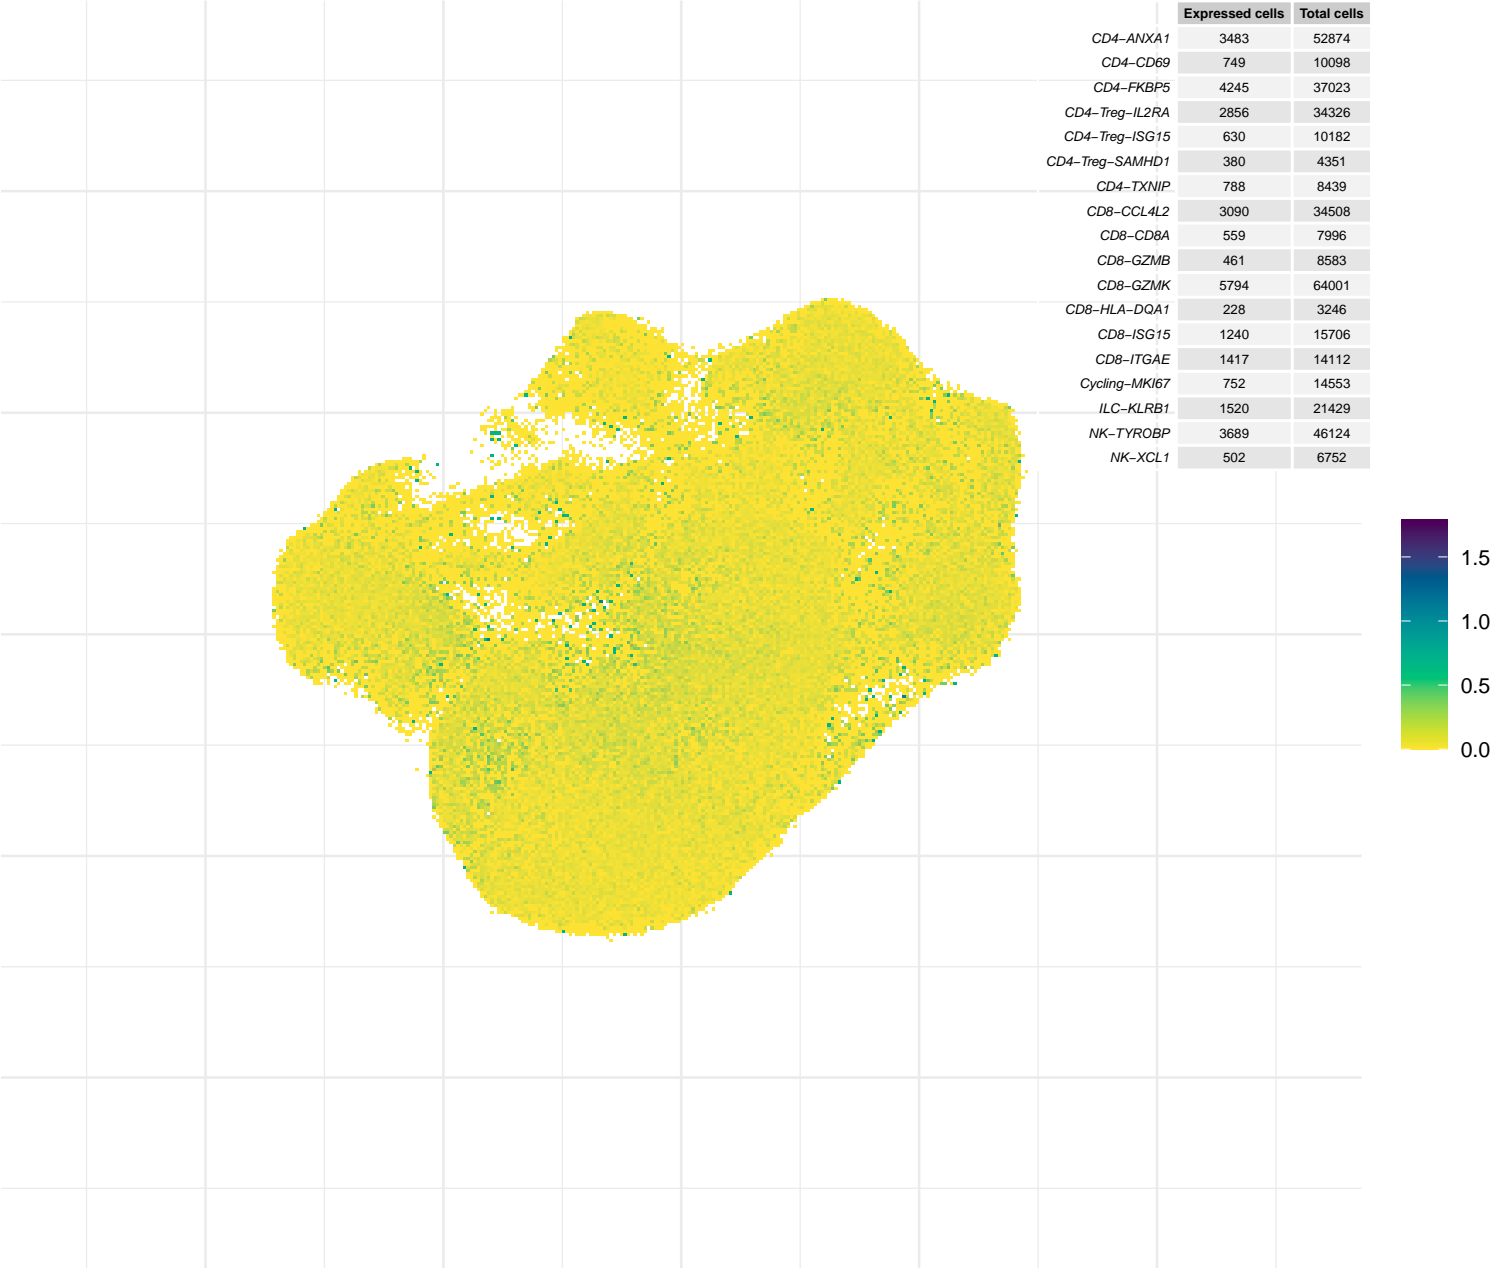 Expressed cells Total cells
CD4−ANXA1 3483 52874
CD4−CD69 749 10098
CD4−FKBP5 4245 37023
CD4−Treg−IL2RA 2856 34326
CD4−Treg−ISG15 630 10182
CD4−Treg−SAMHD1 380 4351
CD4−TXNIP 788 8439
CD8−CCL4L2 3090 34508
CD8−CD8A 559 7996
CD8−GZMB 461 8583
CD8−GZMK 5794 64001
CD8−HLA−DQA1 228 3246
CD8−ISG15 1240 15706
CD8−ITGAE 1417 14112
Cycling−MKI67 752 14553
ILC−KLRB1 1520 21429
NK−TYROBP 3689 46124
NK−XCL1 502 6752
1.5
1.0
0.5
0.0